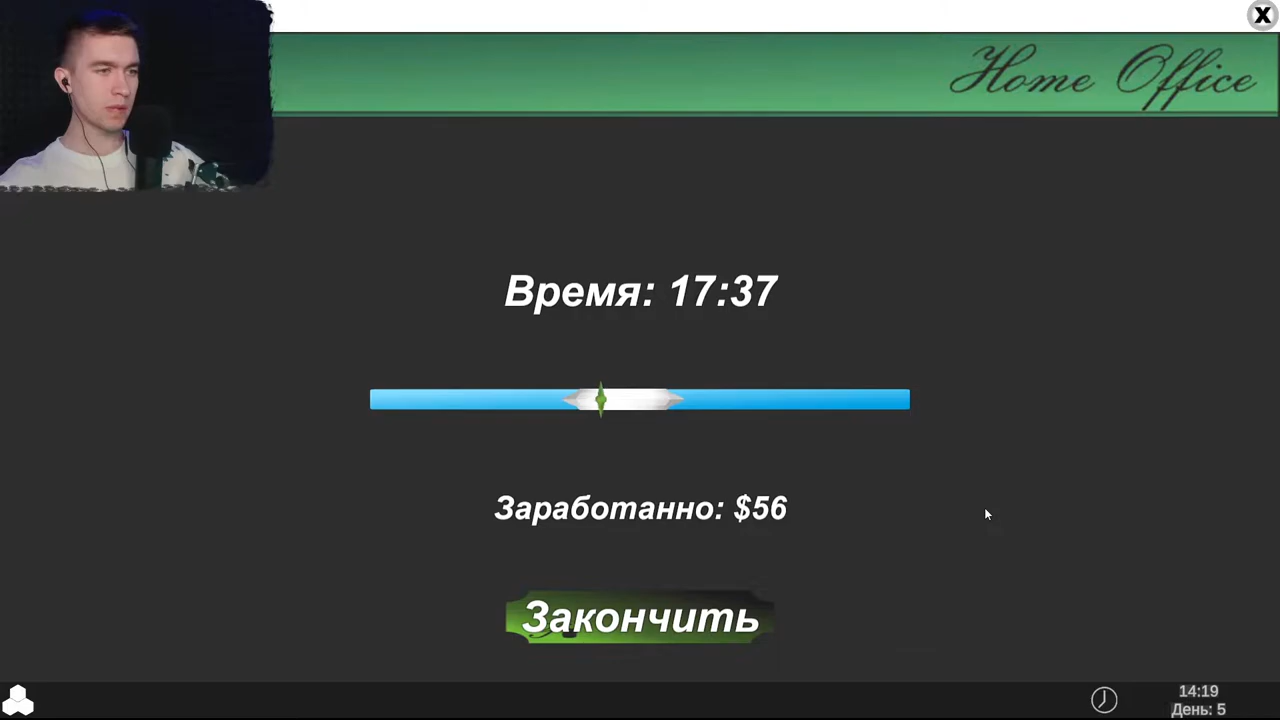 X
Home Office
Время: 17:37
Заработанно: $56
Закончить
14:19
День: 5